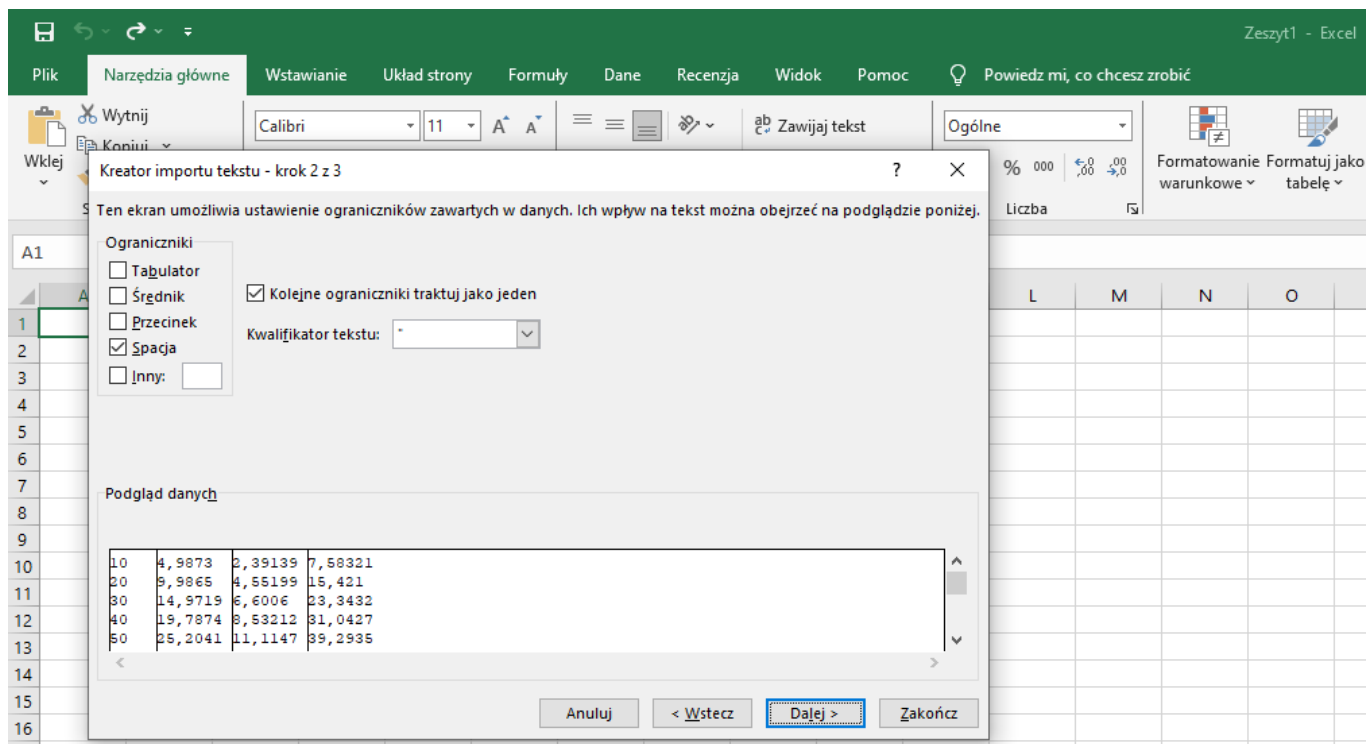 Zeszyt1 - Excel
Plik Narzędzia główne Wstawianie Układ strony Formuły Dane Recenzja Widok Pomoc Powiedz mi, co chcesz zrobić
Wklej
Wytnij
Kopiuj
Calibri 11 A A
Zawijaj tekst
Ogólne
% 000
Liczba
Formatowanie warunkowe
Formatuj jako tabelę
A1
Kreator importu tekstu - krok 2 z 3 ?
Ten ekran umożliwia ustawienie ograniczników zawartych w danych. Ich wpływ na tekst można obejrzeć na podglądzie poniżej.
Ograniczniki
Tabulator
Średnik
Przecinek
Spacja
Inny:
Kolejne ograniczniki traktuj jako jeden
Kwalifikator tekstu: "
Podgląd danych
10 4,9873 2,39139 7,58321
20 9,9865 4,55199 15,421
30 14,9719 6,6006 23,3432
40 19,7874 8,53212 31,0427
50 25,2041 11,1147 39,2935
Anuluj < Wstecz Dalej > Zakończ
L M N O
1
2
3
4
5
6
7
8
9
10
11
12
13
14
15
16